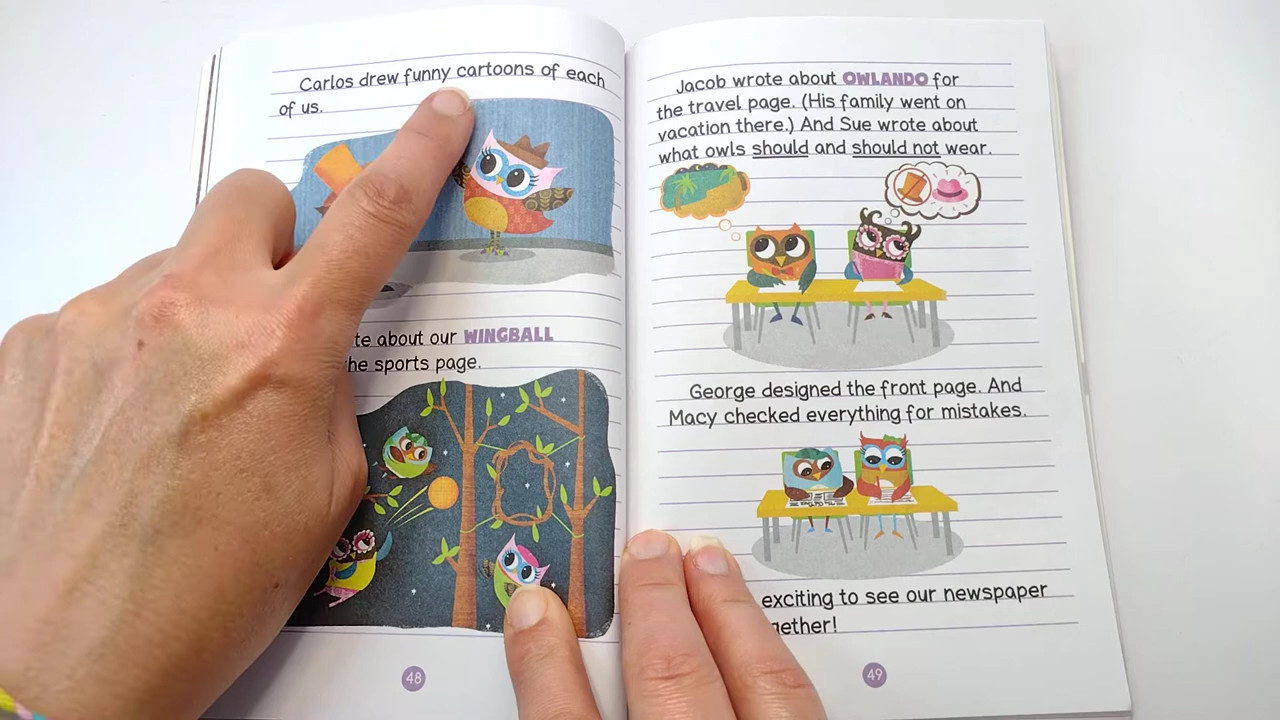 Carlos drew funny cartoons of each
of us.
te about our WINGBALL
he sports page.
48
Jacob wrote about OWLANDO for
the travel page. (His family went on
vacation there.) And Sue wrote about
what owls should and should not wear.
George designed the front page. And
Macy checked everything for mistakes.
exciting to see our newspaper
gether!
49